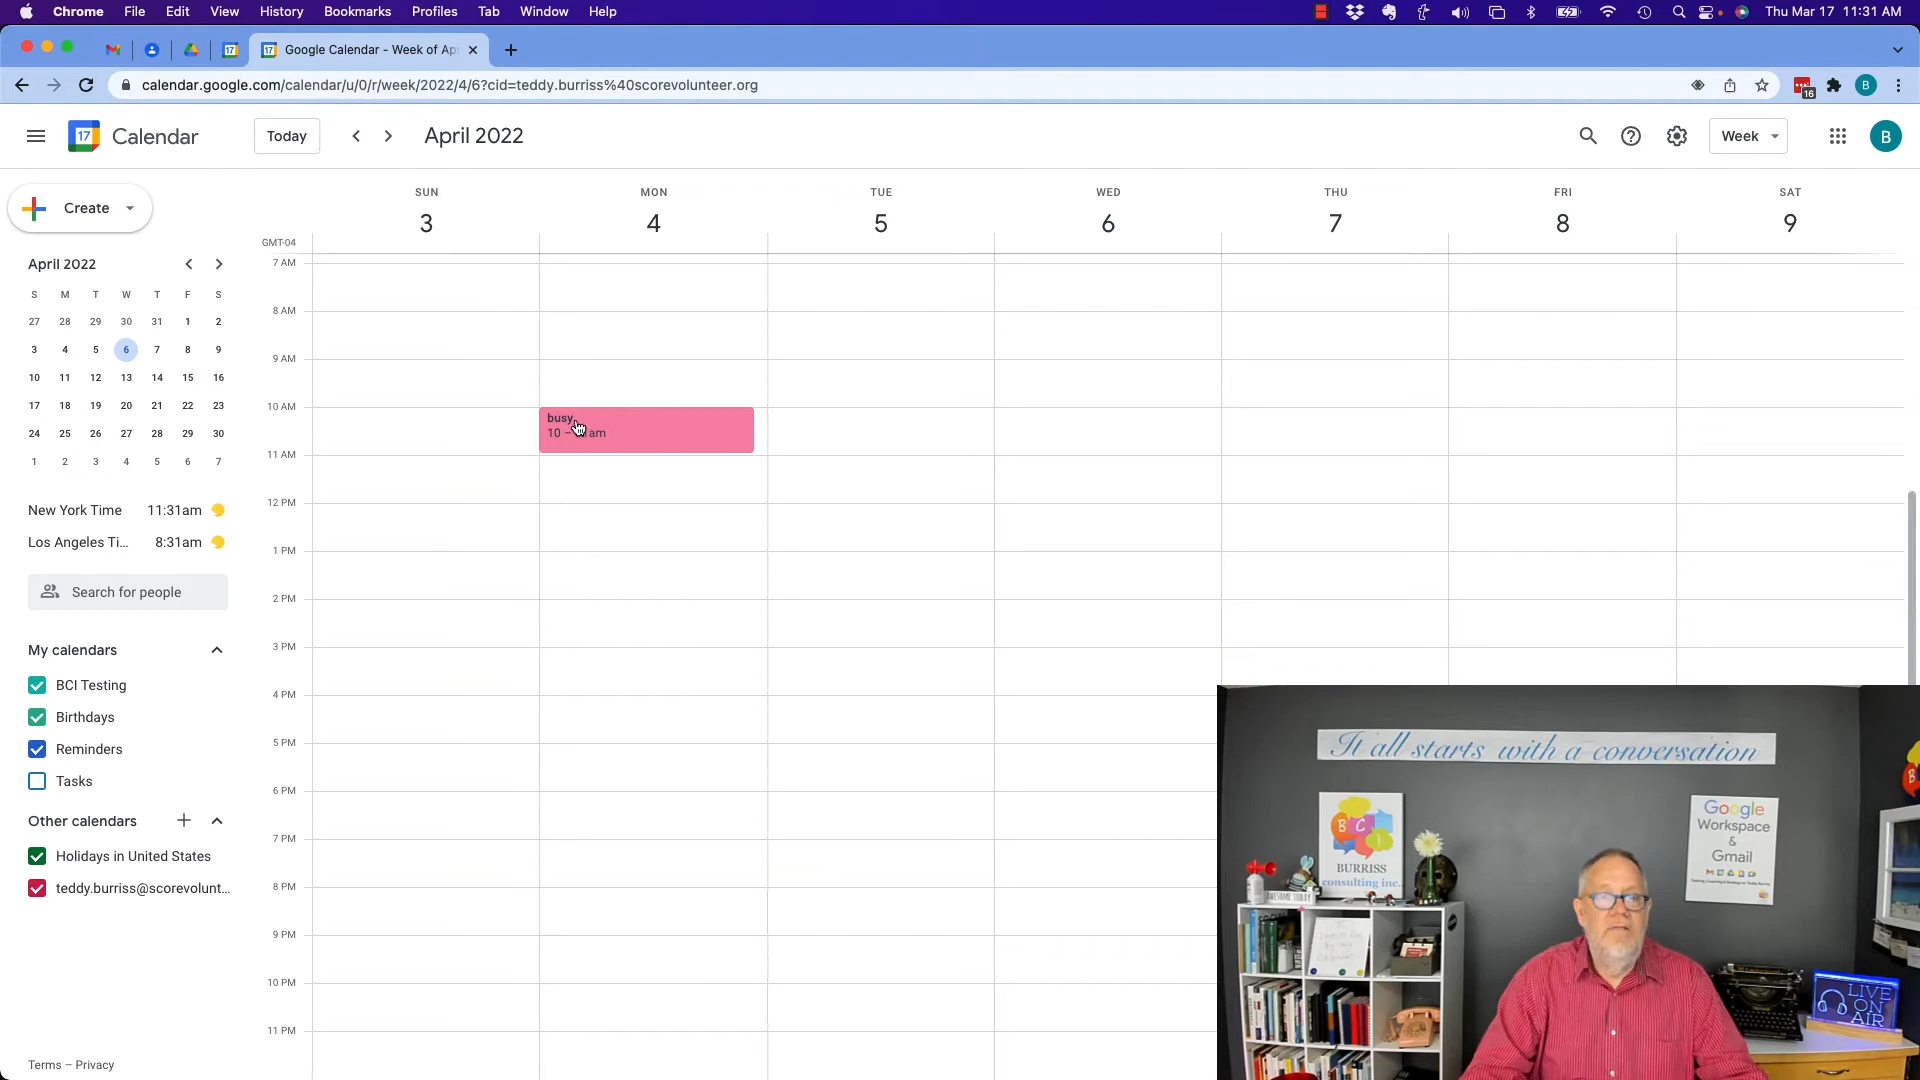 Chrome File Edit View History Bookmarks Profiles Tab Window Help
Thu Mar 17 11:31 AM
Google Calendar - Week of Ap
calendar.google.com/calendar/u/0/r/week/2022/4/6?cid=teddy.burriss%40scorevolunteer.org
16
B
17 Calendar
Today
April 2022
Week
B
Create
SUN MON TUE WED THU FRI SAT
3 4 5 6 7 8 9
GMT-04
April 2022
S M T W T F S
27 28 29 30 31 1 2
3 4 5 6 7 8 9
10 11 12 13 14 15 16
17 18 19 20 21 22 23
24 25 26 27 28 29 30
1 2 3 4 5 6 7
New York Time 11:31am
Los Angeles Ti... 8:31am
Search for people
My calendars
BCI Testing
Birthdays
Reminders
Tasks
Other calendars
Holidays in United States
teddy.burriss@scorevolunt...
Terms – Privacy
7 AM
8 AM
9 AM
10 AM
busy
10 – am
11 AM
12 PM
1 PM
2 PM
3 PM
4 PM
5 PM
6 PM
7 PM
8 PM
9 PM
10 PM
11 PM
It all starts with a conversation
B C I
BURRISS
consulting inc.
Google
Workspace
&
Gmail
AWESOME TODAY
LIVE
ON
AIR